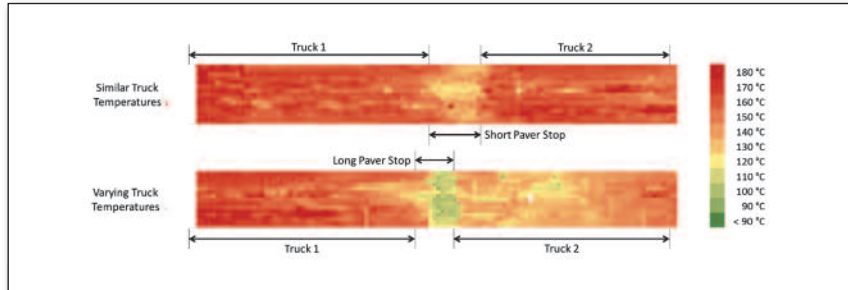 Truck 1
Truck 2
Similar Truck
Temperatures
Short Paver Stop
Long Paver Stop
Varying Truck
Temperatures
Truck 1
Truck 2
180 °C
170 °C
160 °C
150 °C
140 °C
130 °C
120 °C
110 °C
100 °C
90 °C
< 90 °C